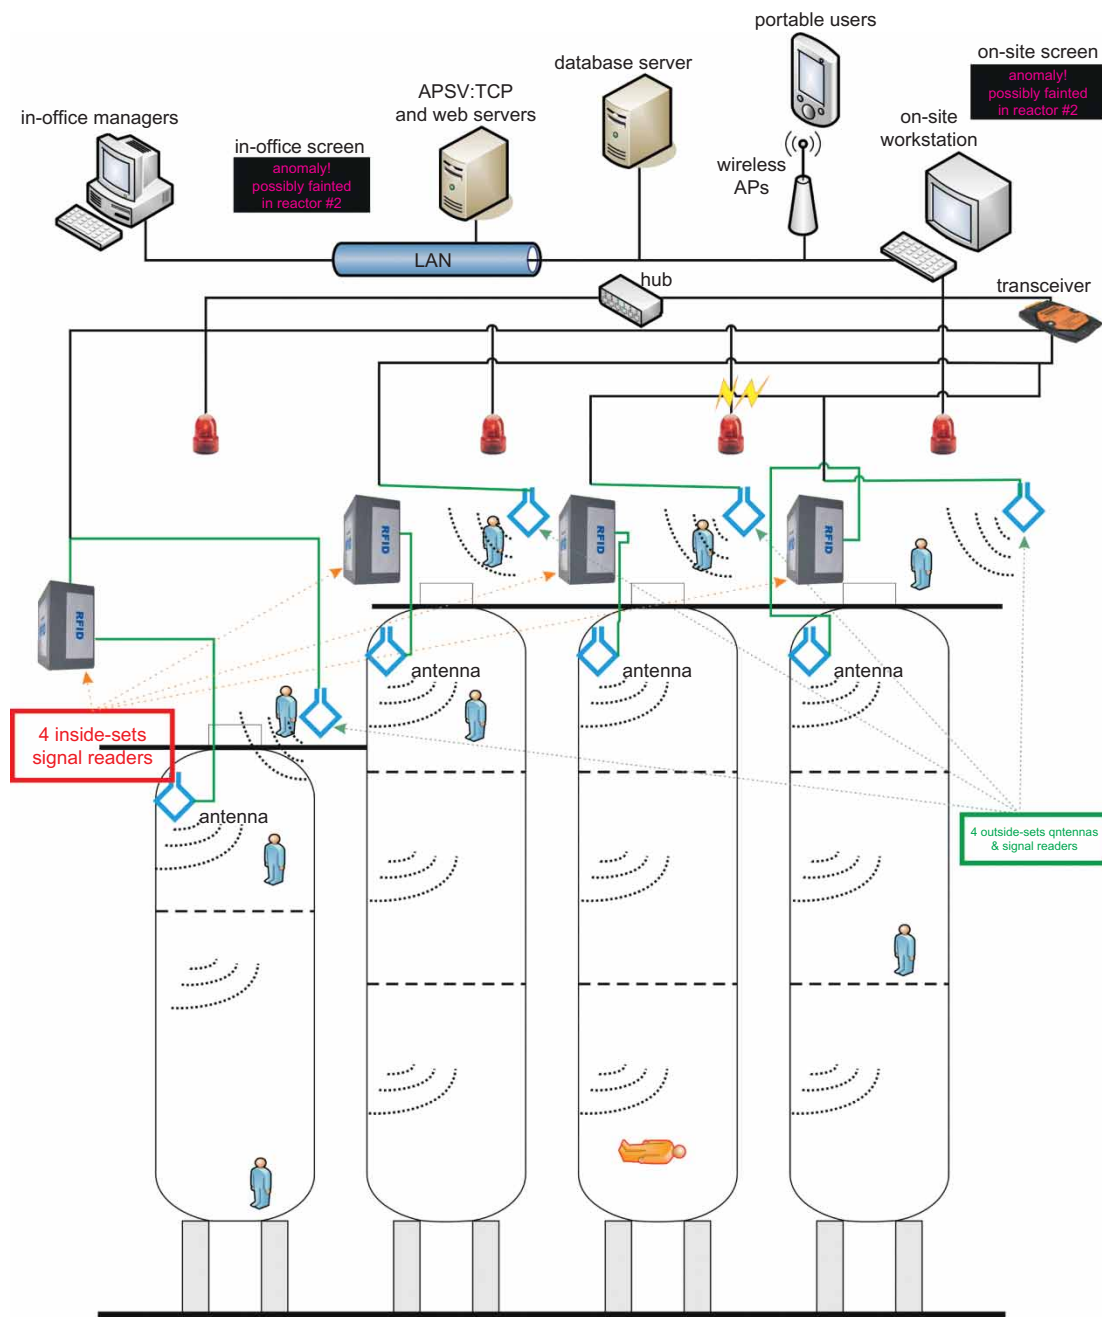 portable users
on-site screen
anomaly!
possibly fainted
in reactor #2
database server
APSV:TCP
and web servers
in-office managers
on-site
workstation
in-office screen
anomaly!
possibly fainted
in reactor #2
wireless
APs
LAN
hub
transceiver
RFID
RFID
RFID
RFID
antenna
antenna
antenna
4 inside-sets
signal readers
antenna
4 outside-sets qntennas
& signal readers